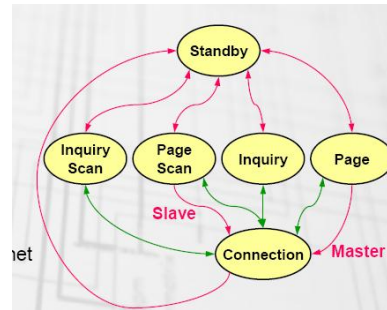 Standby
Inquiry
Scan
Page
Scan
Inquiry
Page
Slave
Master
Connection
net